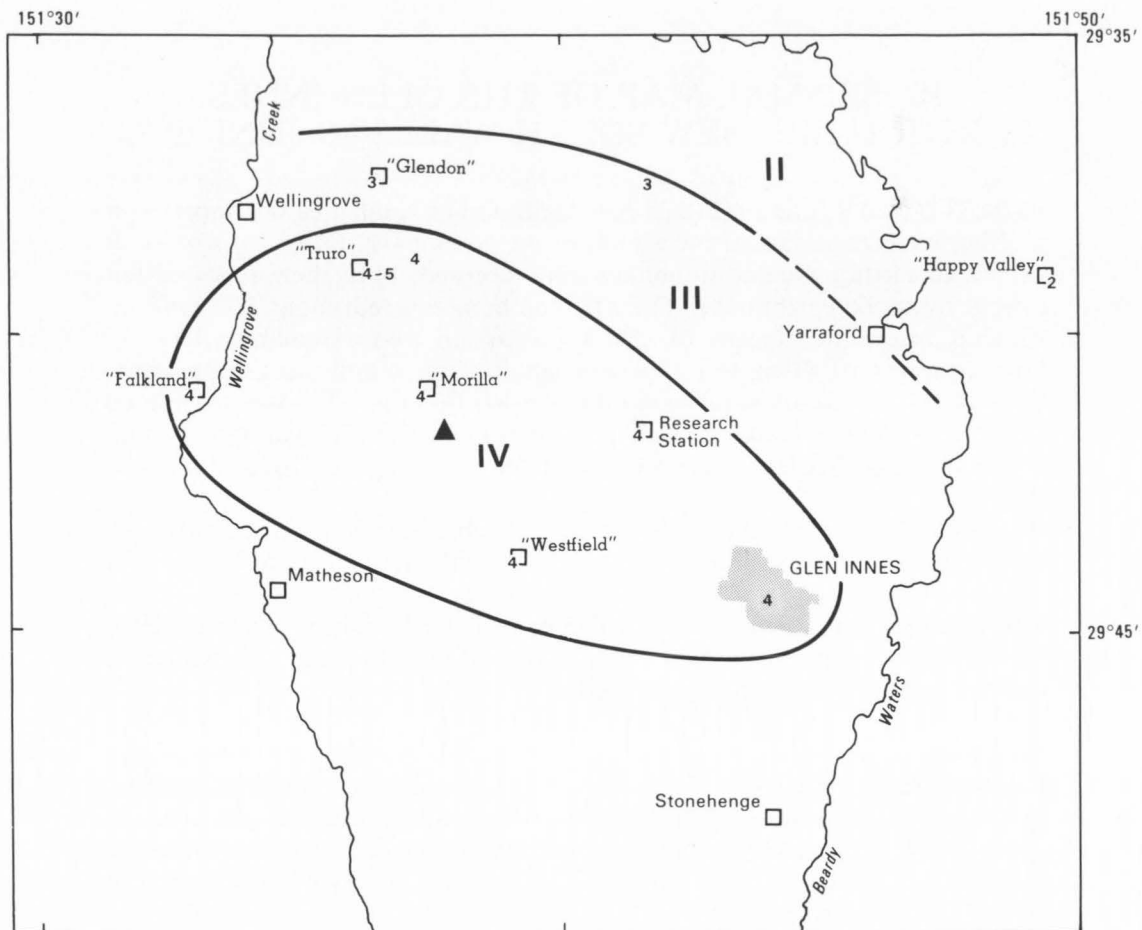 151°30'
151°50'
29°35'
Creek
"Glendon"
3
3
II
Wellingrove
"Truro"
4-5
4
"Happy Valley"
2
III
Yarraford
Wellingrove
"Falkland
4
"Morilla"
4
Research
Station
4
IV
"Westfield"
4
GLEN INNES
4
Matheson
29°45'
Waters
Stonehenge
Beardy